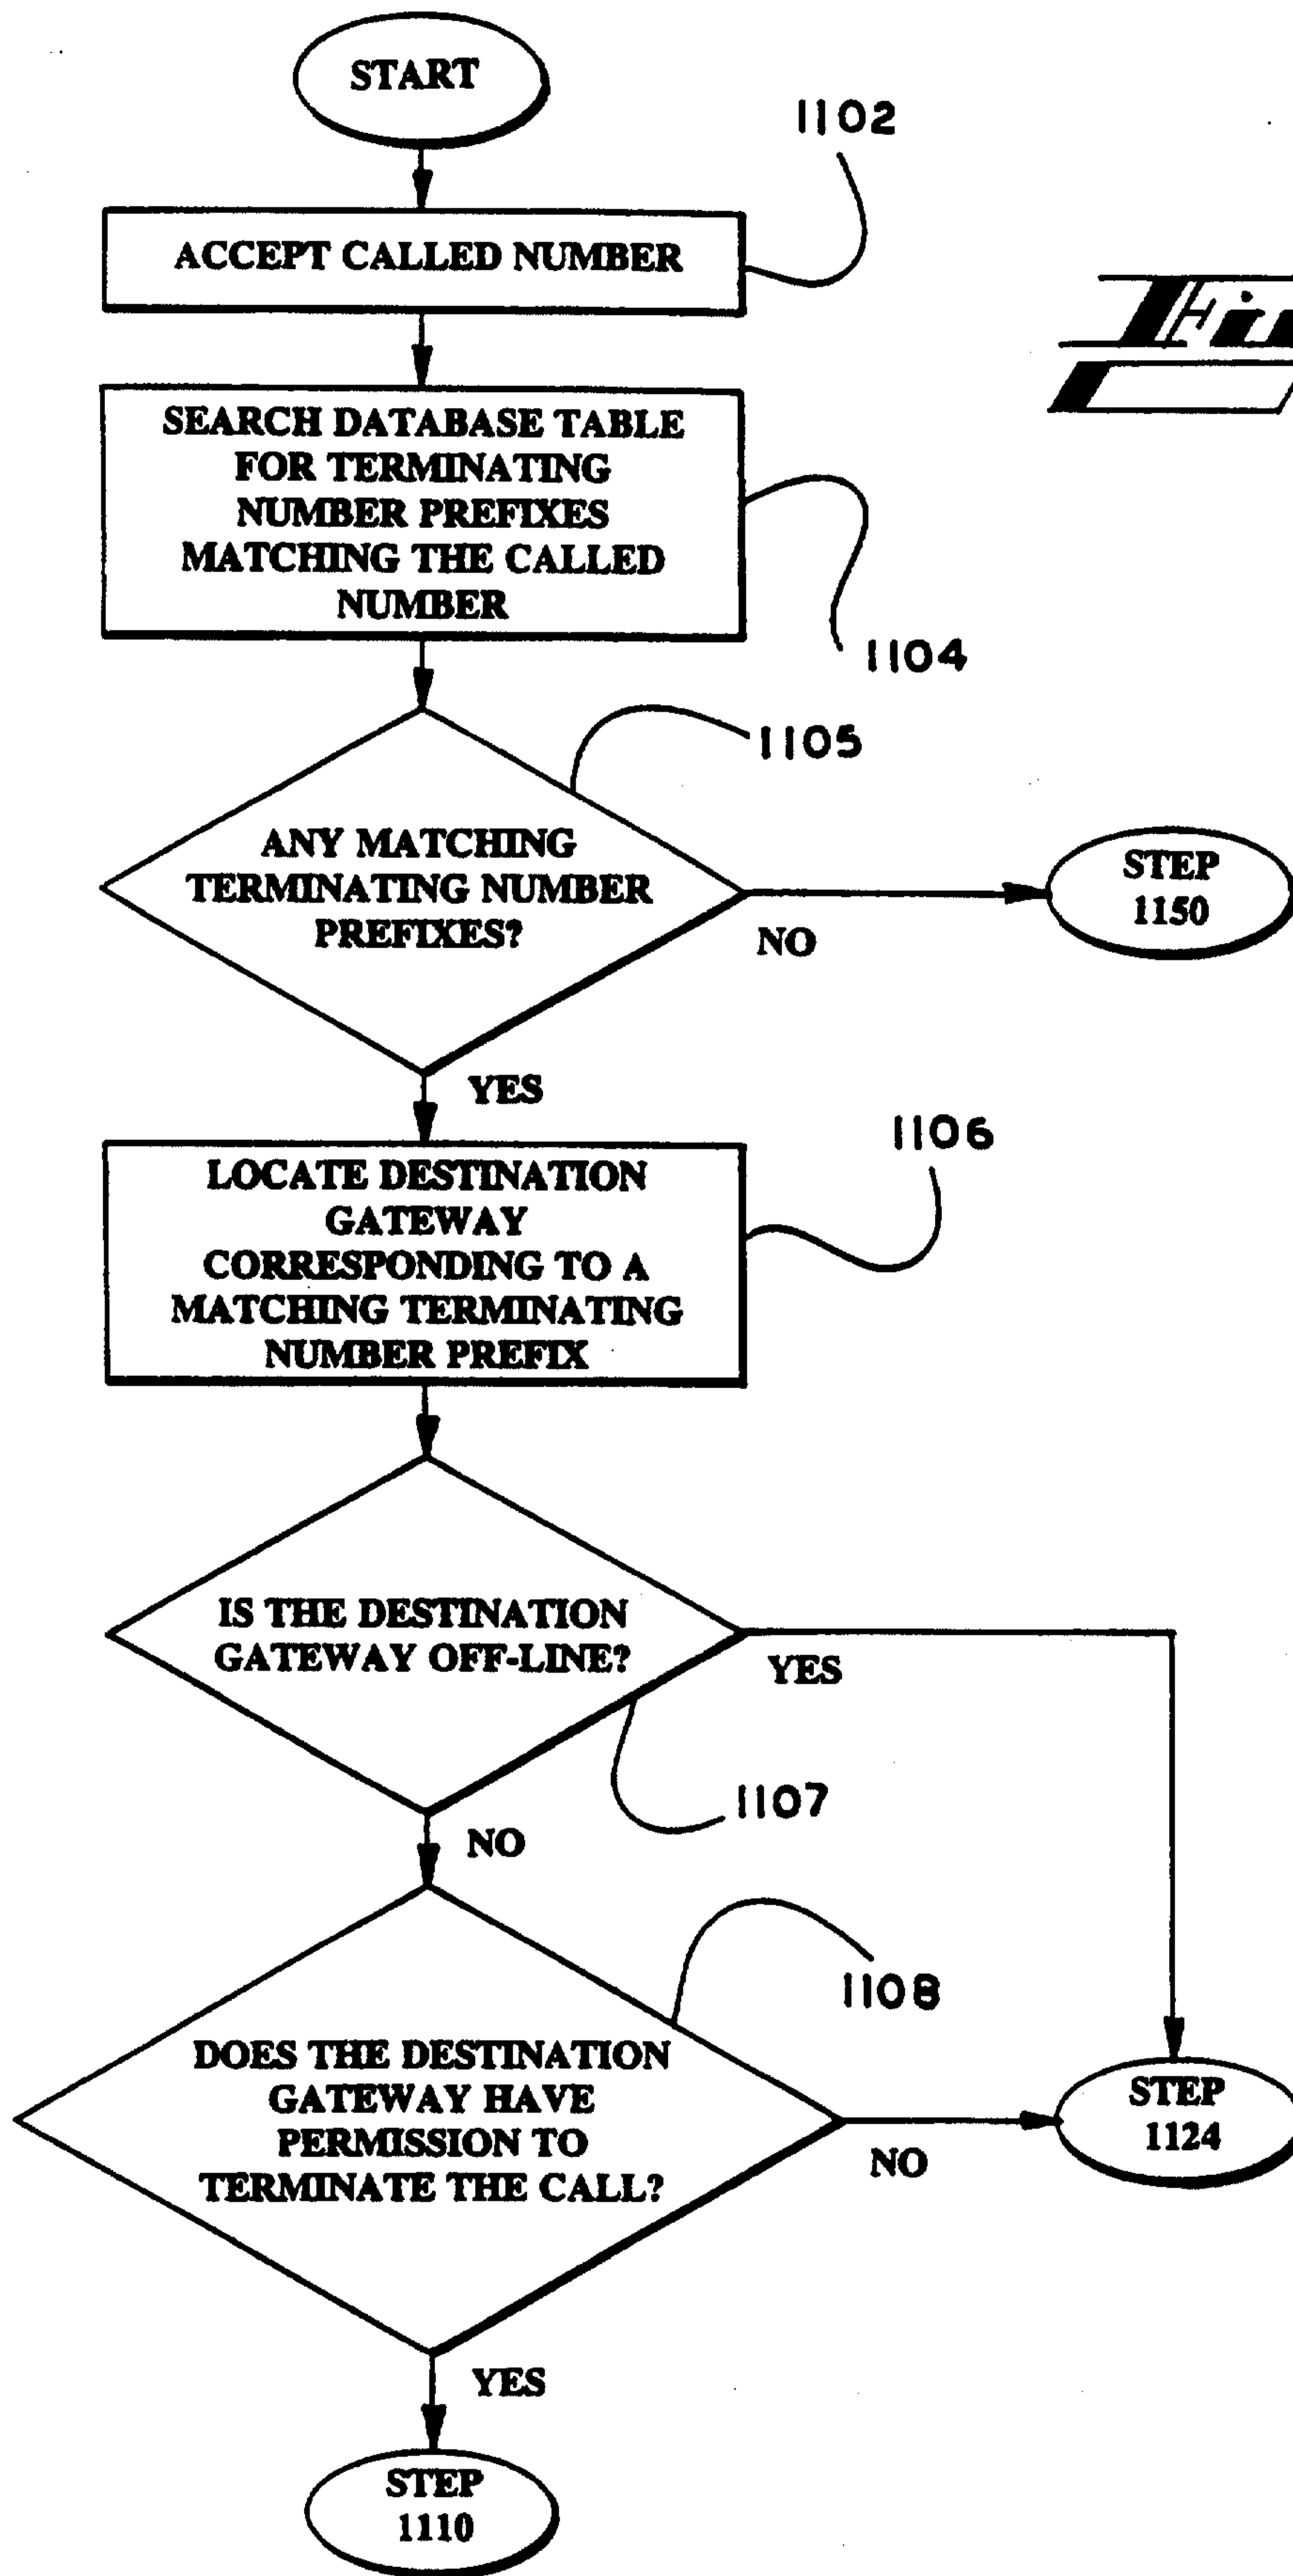 START
1102
ACCEPT CALLED NUMBER
SEARCH DATABASE TABLE
FOR TERMINATING
NUMBER PREFIXES
MATCHING THE CALLED
NUMBER
1104
1105
ANY MATCHING
TERMINATING NUMBER
PREFIXES?
NO
STEP
1150
YES
1106
LOCATE DESTINATION
GATEWAY
CORRESPONDING TO A
MATCHING TERMINATING
NUMBER PREFIX
IS THE DESTINATION
GATEWAY OFF-LINE?
YES
1107
NO
1108
DOES THE DESTINATION
GATEWAY HAVE
PERMISSION TO
TERMINATE THE CALL?
NO
STEP
1124
YES
STEP
1110